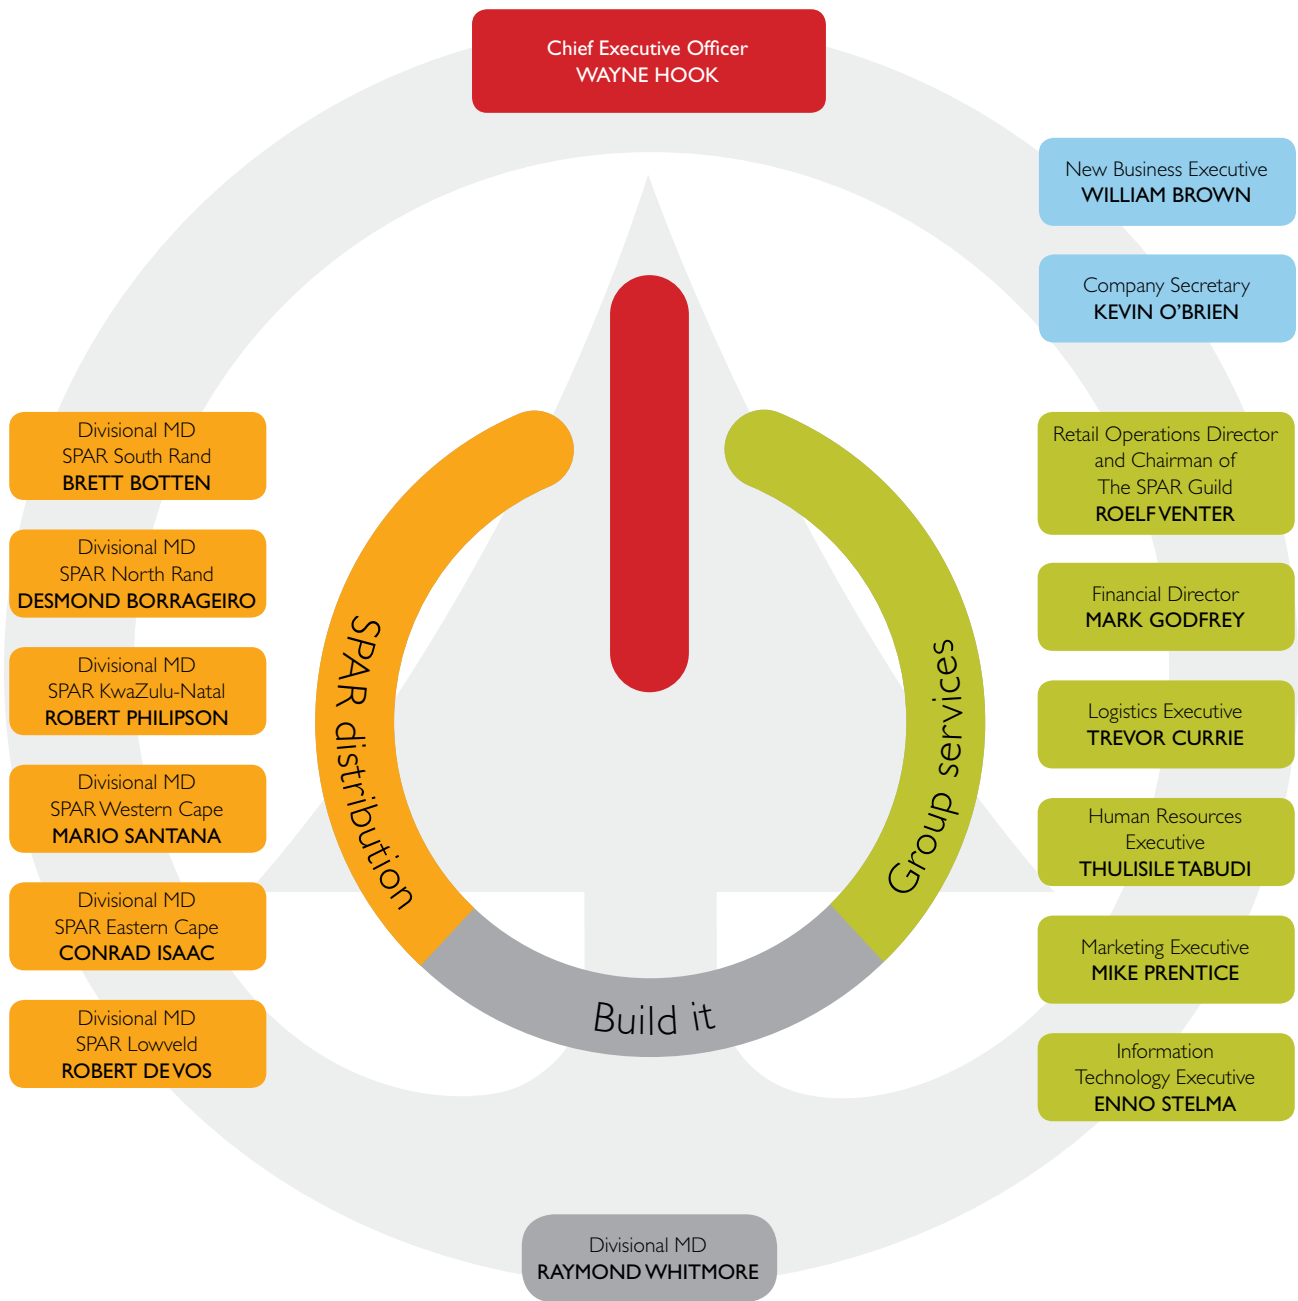 Chief Executive Officer
WAYNE HOOK
New Business Executive
WILLIAM BROWN
Company Secretary
KEVIN O'BRIEN
Divisional MD
SPAR South Rand
BRETT BOTTEN
Divisional MD
SPAR North Rand
DESMOND BORRAGEIRO
Divisional MD
SPAR KwaZulu-Natal
ROBERT PHILIPSON
Divisional MD
SPAR Western Cape
MARIO SANTANA
Divisional MD
SPAR Eastern Cape
CONRAD ISAAC
Divisional MD
SPAR Lowveld
ROBERT DE VOS
SPAR distribution
Group services
Build it
Retail Operations Director
and Chairman of
The SPAR Guild
ROELF VENTER
Financial Director
MARK GODFREY
Logistics Executive
TREVOR CURRIE
Human Resources
Executive
THULISILE TABUDI
Marketing Executive
MIKE PRENTICE
Information
Technology Executive
ENNO STELMA
Divisional MD
RAYMOND WHITMORE